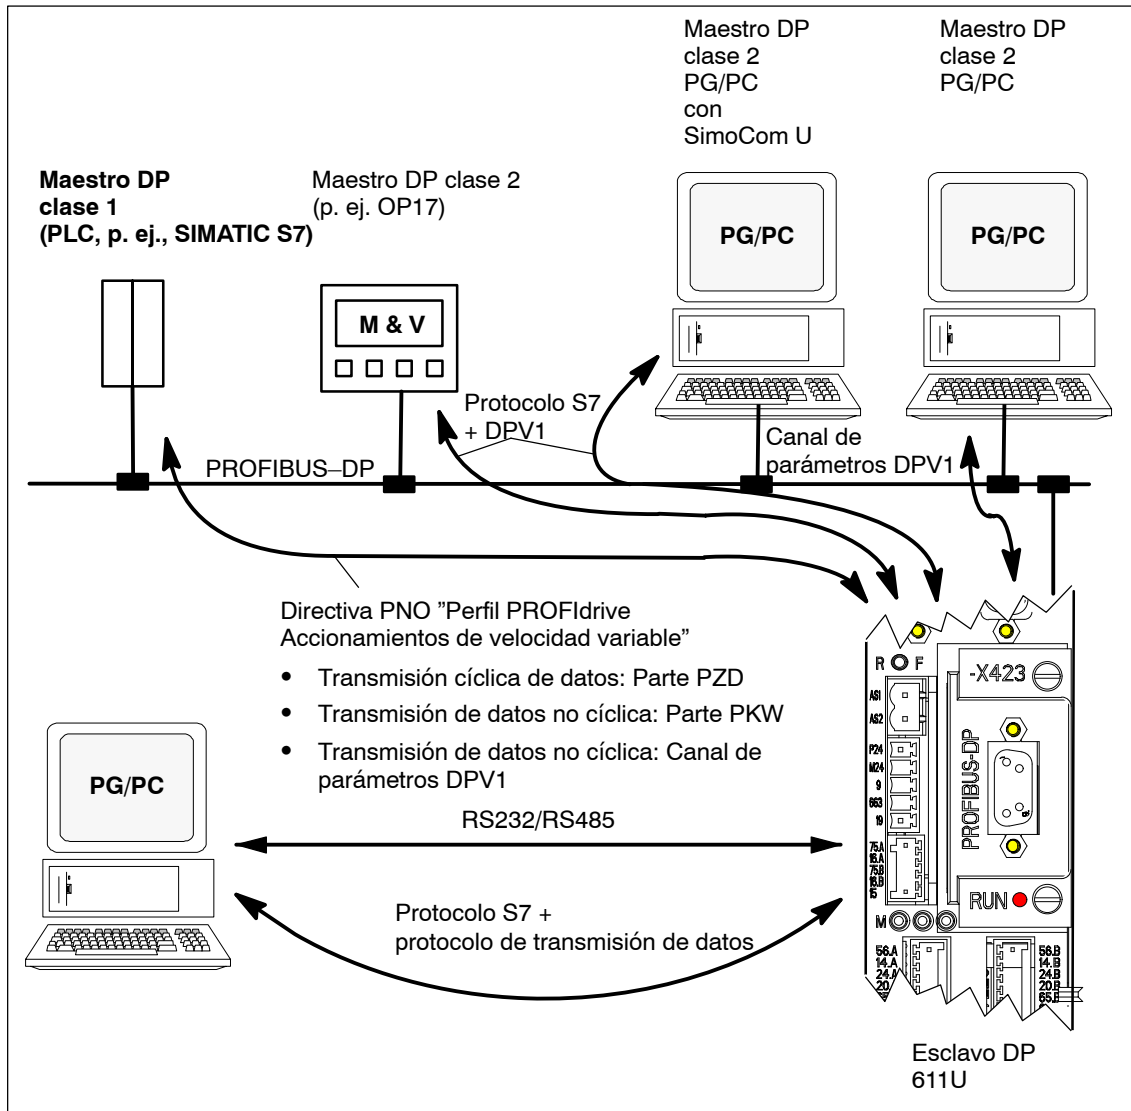 Maestro DP
clase 2
PG/PC
con
SimoCom U
Maestro DP
clase 2
PG/PC
Maestro DP
clase 1
(PLC, p. ej., SIMATIC S7)
Maestro DP clase 2
(p. ej. OP17)
PG/PC
PG/PC
M & V
Protocolo S7
+ DPV1
Canal de
parámetros DPV1
PROFIBUS–DP
Directiva PNO ”Perfil PROFIdrive
Accionamientos de velocidad variable”
• Transmisión cíclica de datos: Parte PZD
• Transmisión de datos no cíclica: Parte PKW
• Transmisión de datos no cíclica: Canal de
parámetros DPV1
PG/PC
RS232/RS485
Protocolo S7 +
protocolo de transmisión de datos
R F
-X423
AS1
AS2
P24
M24
9
663
19
PROFIBUS-DP
75.A
16.A
75.B
16.B
15
RUN
M
56.A
14.A
24.A
20
56.B
14.B
24.B
20.B
65.B
Esclavo DP
611U